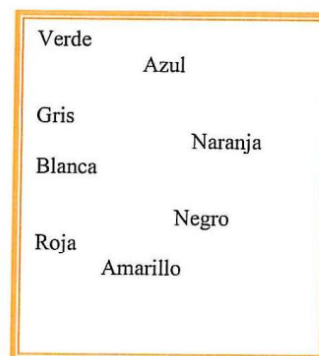 Verde
Azul
Gris
Naranja
Blanca
Negro
Roja
Amarillo